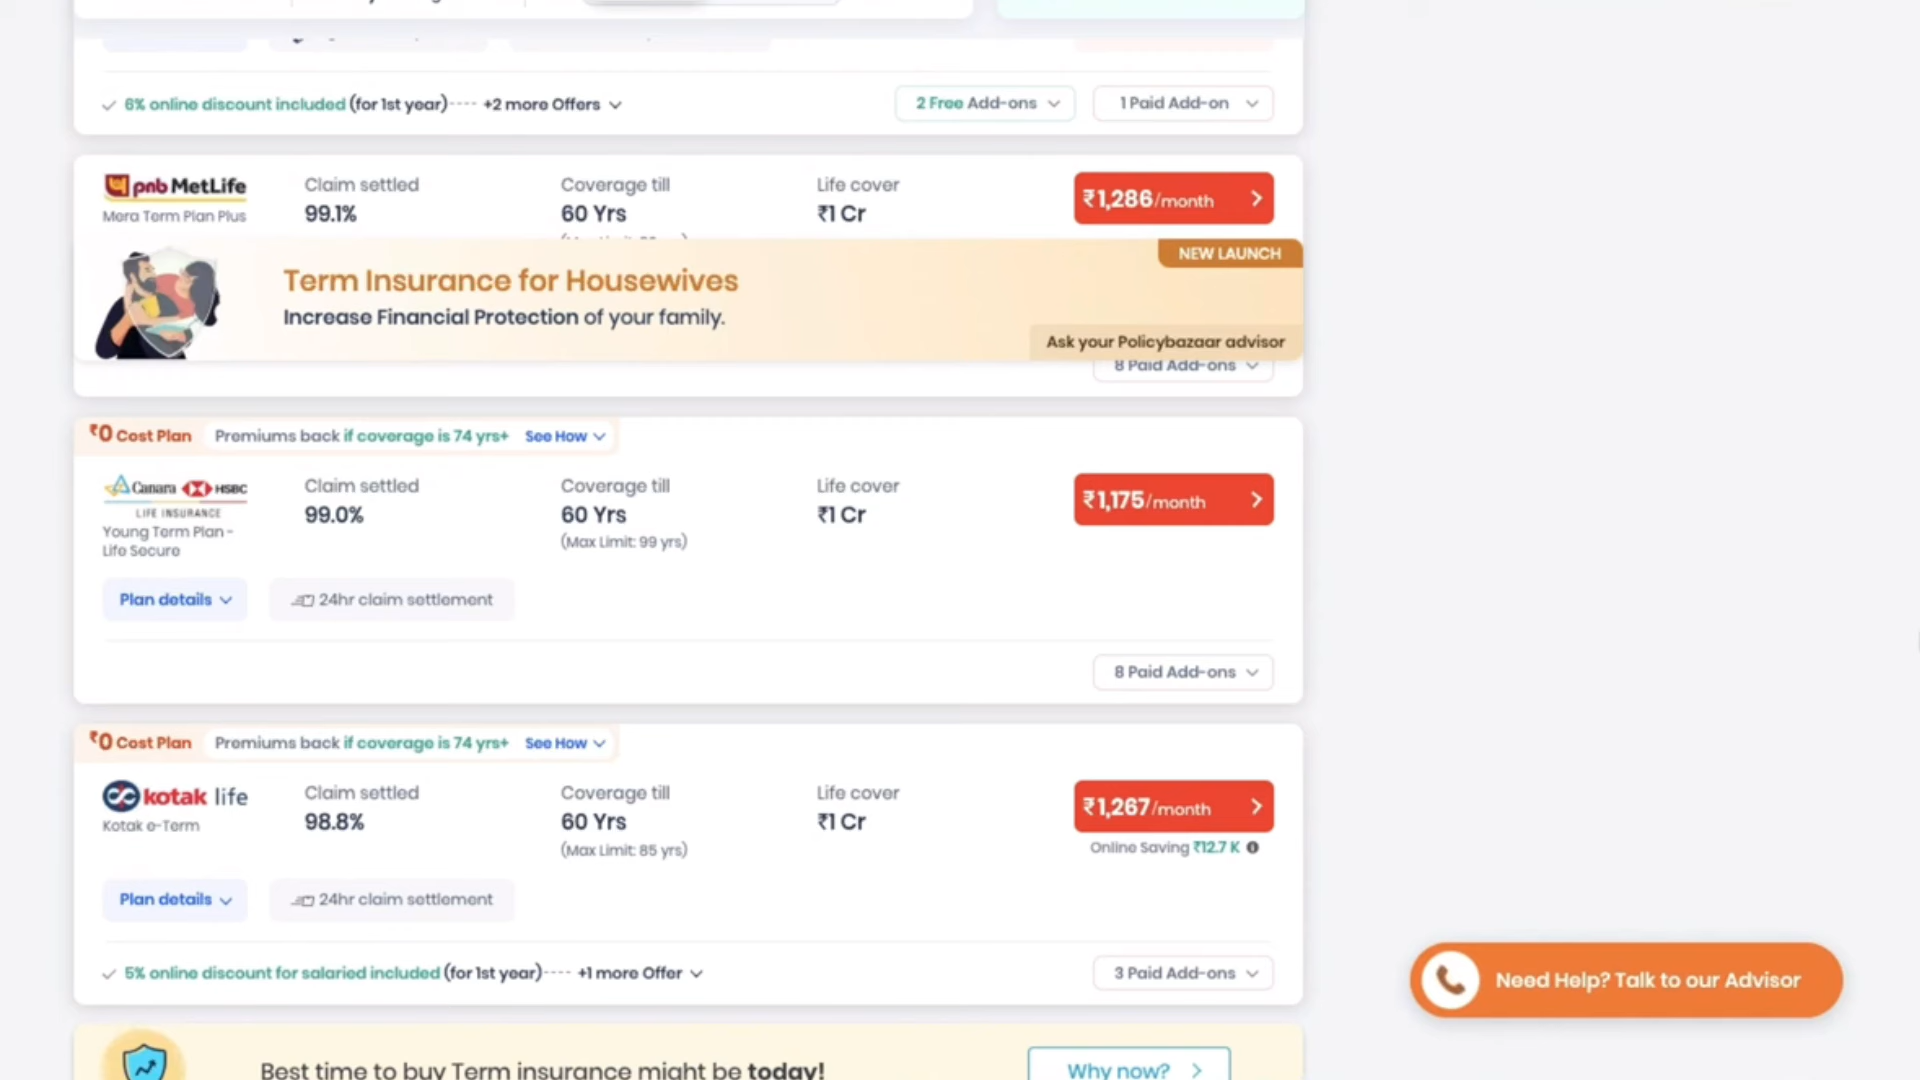 6% online discount included (for 1st year)---- +2 more Offers
2 Free Add-ons
1 Paid Add-on
pnb MetLife
Mera Term Plan Plus
Claim settled
99.1%
Coverage till
60 Yrs
Life cover
₹1 Cr
₹1,286/month
NEW LAUNCH
Term Insurance for Housewives
Increase Financial Protection of your family.
Ask your Policybazaar advisor
8 Paid Add-ons
₹0 Cost Plan
Premiums back if coverage is 74 yrs+ See How
Canara HSBC
LIFE INSURANCE
Young Term Plan -
Life Secure
Claim settled
99.0%
Coverage till
60 Yrs
(Max Limit: 99 yrs)
Life cover
₹1 Cr
₹1,175/month
Plan details
24hr claim settlement
8 Paid Add-ons
₹0 Cost Plan
Premiums back if coverage is 74 yrs+ See How
kotak life
Kotak e-Term
Claim settled
98.8%
Coverage till
60 Yrs
(Max Limit: 85 yrs)
Life cover
₹1 Cr
₹1,267/month
Online Saving ₹12.7 K
Plan details
24hr claim settlement
5% online discount for salaried included (for 1st year)---- +1 more Offer
3 Paid Add-ons
Need Help? Talk to our Advisor
Best time to buy Term insurance might be today!
Why now?